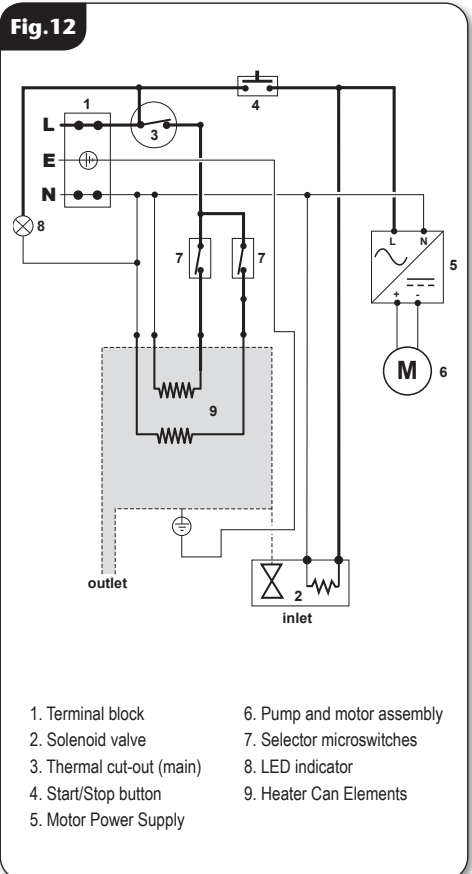 Fig.12
1
4
L
3
E
N
8
7
7
L
N
5
+
-
M
6
9
outlet
2
inlet
1. Terminal block
2. Solenoid valve
3. Thermal cut-out (main)
4. Start/Stop button
5. Motor Power Supply
6. Pump and motor assembly
7. Selector microswitches
8. LED indicator
9. Heater Can Elements